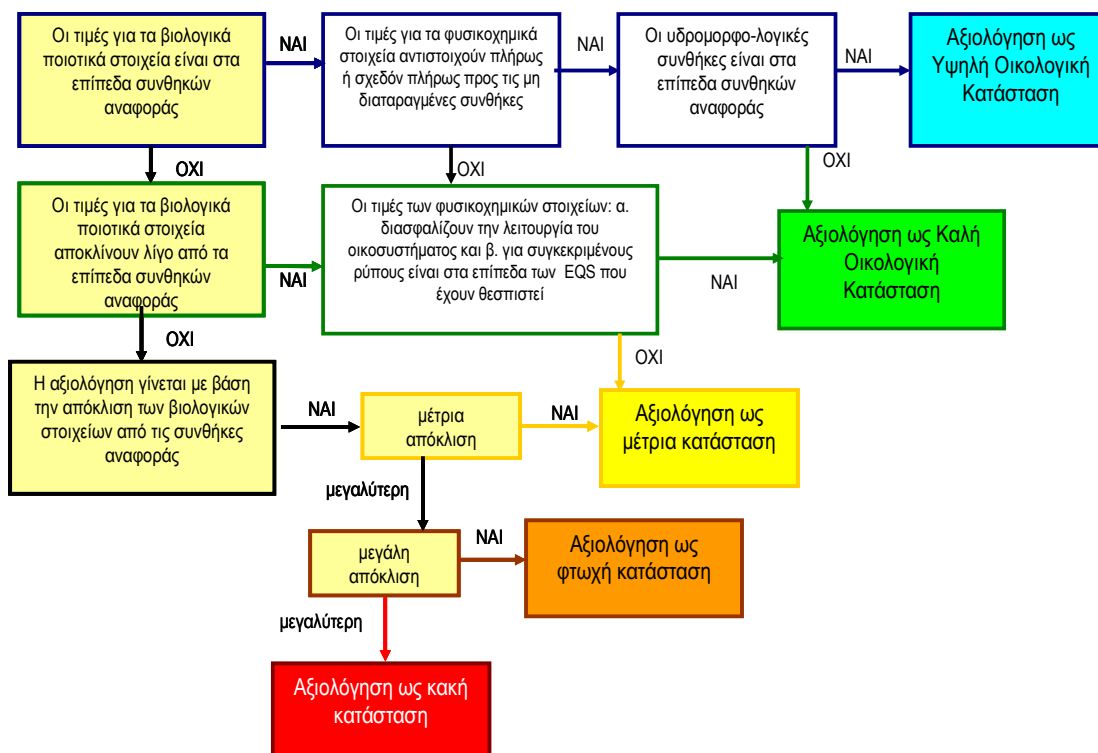 Οι τιμές για τα βιολογικά
ποιοτικά στοιχεία είναι στα
επίπεδα συνθηκών
αναφοράς
ΝΑΙ
Οι τιμές για τα φυσικοχημικά
στοιχεία αντιστοιχούν πλήρως
ή σχεδόν πλήρως προς τις μη
διαταραγμένες συνθήκες
ΝΑΙ
Οι υδρομορφο-λογικές
συνθήκες είναι στα
επίπεδα συνθηκών
αναφοράς
ΝΑΙ
Αξιολόγηση ως
Υψηλή Οικολογική
Κατάσταση
ΟΧΙ
ΟΧΙ
ΟΧΙ
Οι τιμές για τα βιολογικά
ποιοτικά στοιχεία
αποκλίνουν λίγο από τα
επίπεδα συνθηκών
αναφοράς
ΝΑΙ
Οι τιμές των φυσικοχημικών στοιχείων: α.
διασφαλίζουν την λειτουργία του
οικοσυστήματος και β. για συγκεκριμένους
ρύπους είναι στα επίπεδα των EQS που
έχουν θεσπιστεί
ΝΑΙ
Αξιολόγηση ως Καλή
Οικολογική
Κατάσταση
ΟΧΙ
ΟΧΙ
Η αξιολόγηση γίνεται με βάση
την απόκλιση των βιολογικών
στοιχείων από τις συνθήκες
αναφοράς
ΝΑΙ
μέτρια
απόκλιση
ΝΑΙ
Αξιολόγηση ως
μέτρια κατάσταση
μεγαλύτερη
μεγάλη
απόκλιση
ΝΑΙ
Αξιολόγηση ως
φτωχή κατάσταση
μεγαλύτερη
Αξιολόγηση ως κακή
κατάσταση